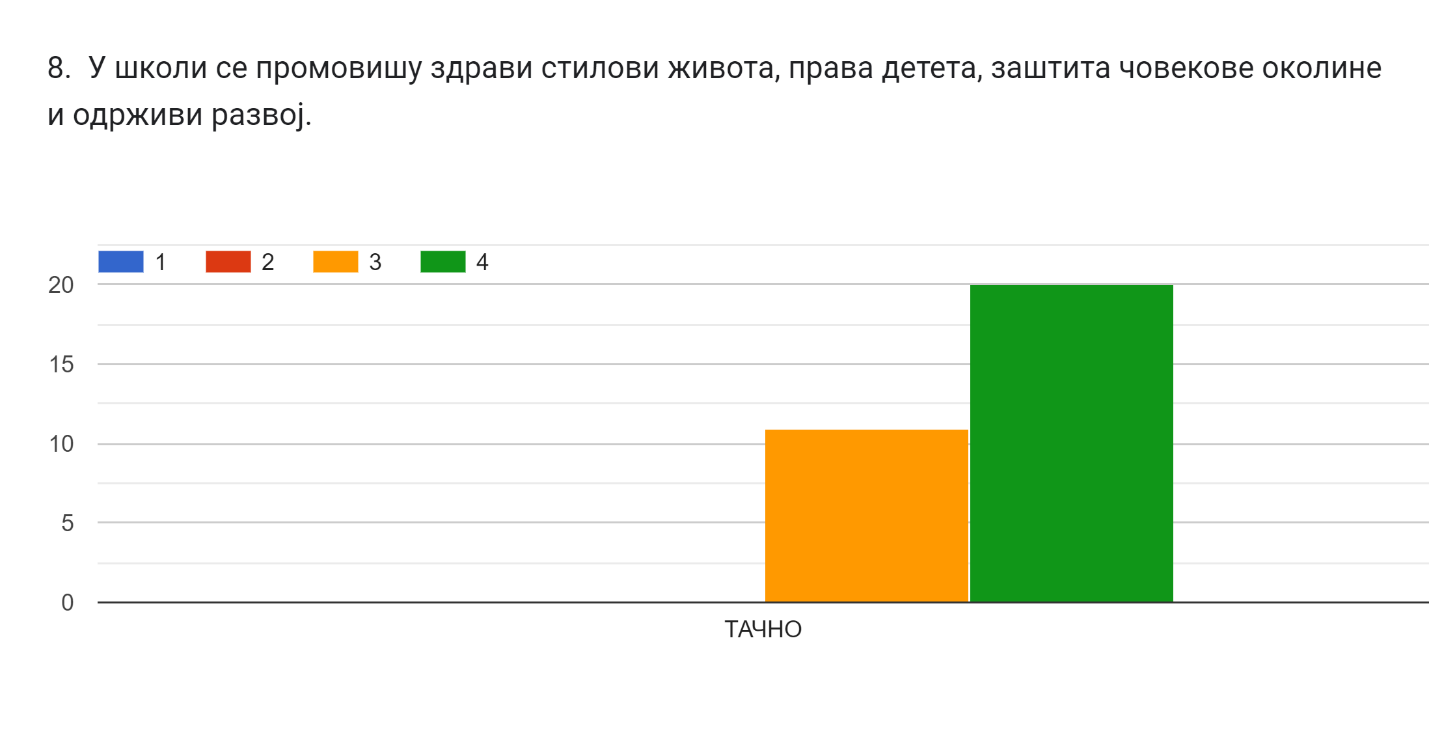 8. У школи се промовишу здрави стилови живота, права детета, заштита човекове околине
и одрживи развој.
1 2 3 4
20
15
10
5
0
ТАЧНО